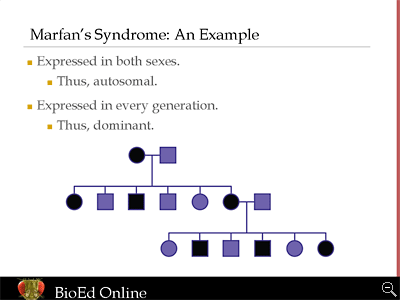 Marfan's Syndrome: An Example
Expressed in both sexes.
Thus, autosomal.
Expressed in every generation.
Thus, dominant.
BioEd Online